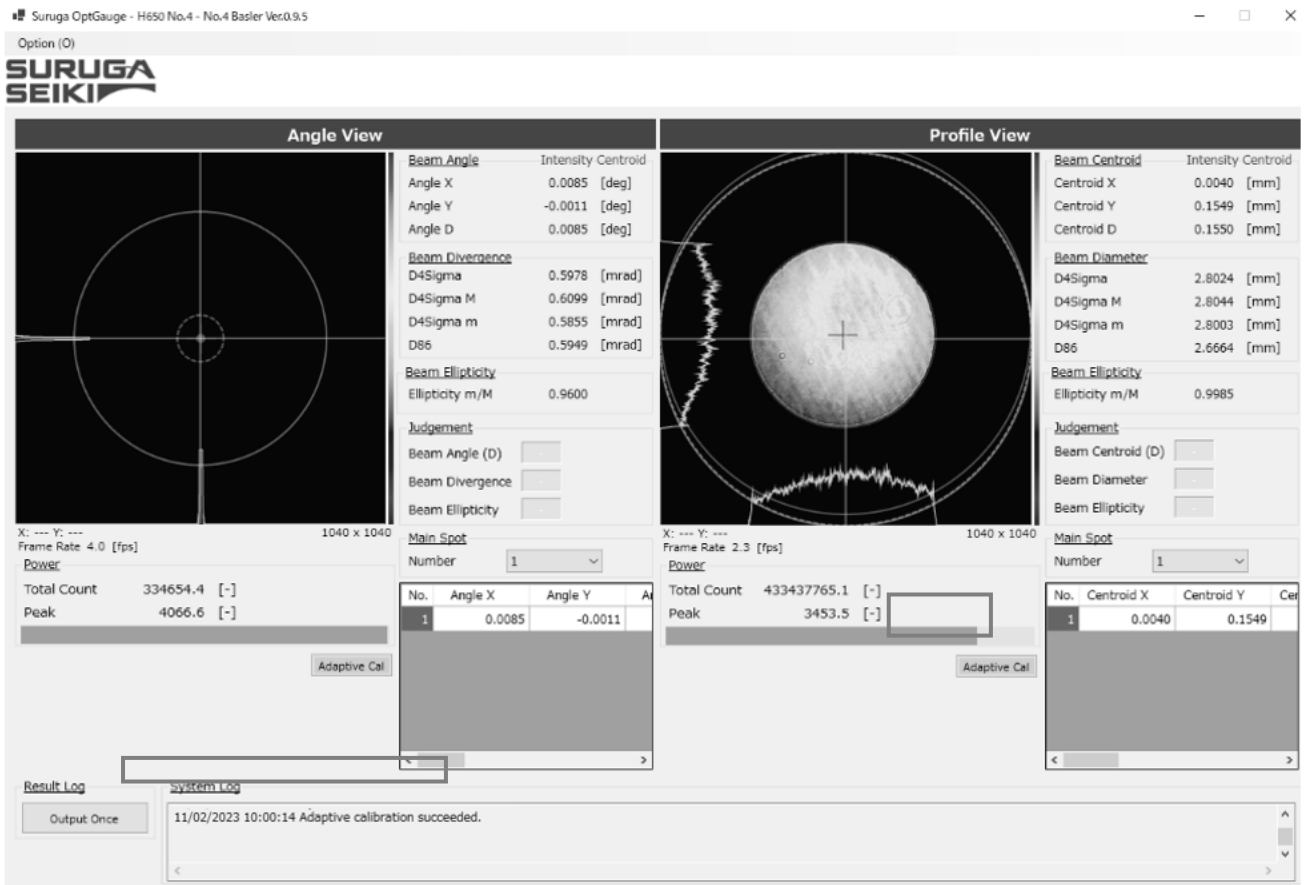 Suruga OptGauge - H650 No.4 - No.4 Basler Ver.0.9.5
Option (O)
SURUGA
SEIKI
Angle View
Beam Angle Intensity Centroid
Angle X 0.0085 [deg]
Angle Y -0.0011 [deg]
Angle D 0.0085 [deg]
Beam Divergence
D4Sigma 0.5978 [mrad]
D4Sigma M 0.6099 [mrad]
D4Sigma m 0.5855 [mrad]
D86 0.5949 [mrad]
Beam Ellipticity
Ellipticity m/M 0.9600
Judgement
Beam Angle (D) -
Beam Divergence -
Beam Ellipticity -
X: --- Y: --- 1040 x 1040
Frame Rate 4.0 [fps]
Main Spot
Number 1
Power
Total Count 334654.4 [-]
Peak 4066.6 [-]
Adaptive Cal
No. Angle X Angle Y
1 0.0085 -0.0011
Profile View
Beam Centroid Intensity Centroid
Centroid X 0.0040 [mm]
Centroid Y 0.1549 [mm]
Centroid D 0.1550 [mm]
Beam Diameter
D4Sigma 2.8024 [mm]
D4Sigma M 2.8044 [mm]
D4Sigma m 2.8003 [mm]
D86 2.6664 [mm]
Beam Ellipticity
Ellipticity m/M 0.9985
Judgement
Beam Centroid (D) -
Beam Diameter -
Beam Ellipticity -
X: --- Y: --- 1040 x 1040
Frame Rate 2.3 [fps]
Main Spot
Number 1
Power
Total Count 433437765.1 [-]
Peak 3453.5 [-]
Adaptive Cal
No. Centroid X Centroid Y Cer
1 0.0040 0.1549
Result Log
Output Once
System Log
11/02/2023 10:00:14 Adaptive calibration succeeded.